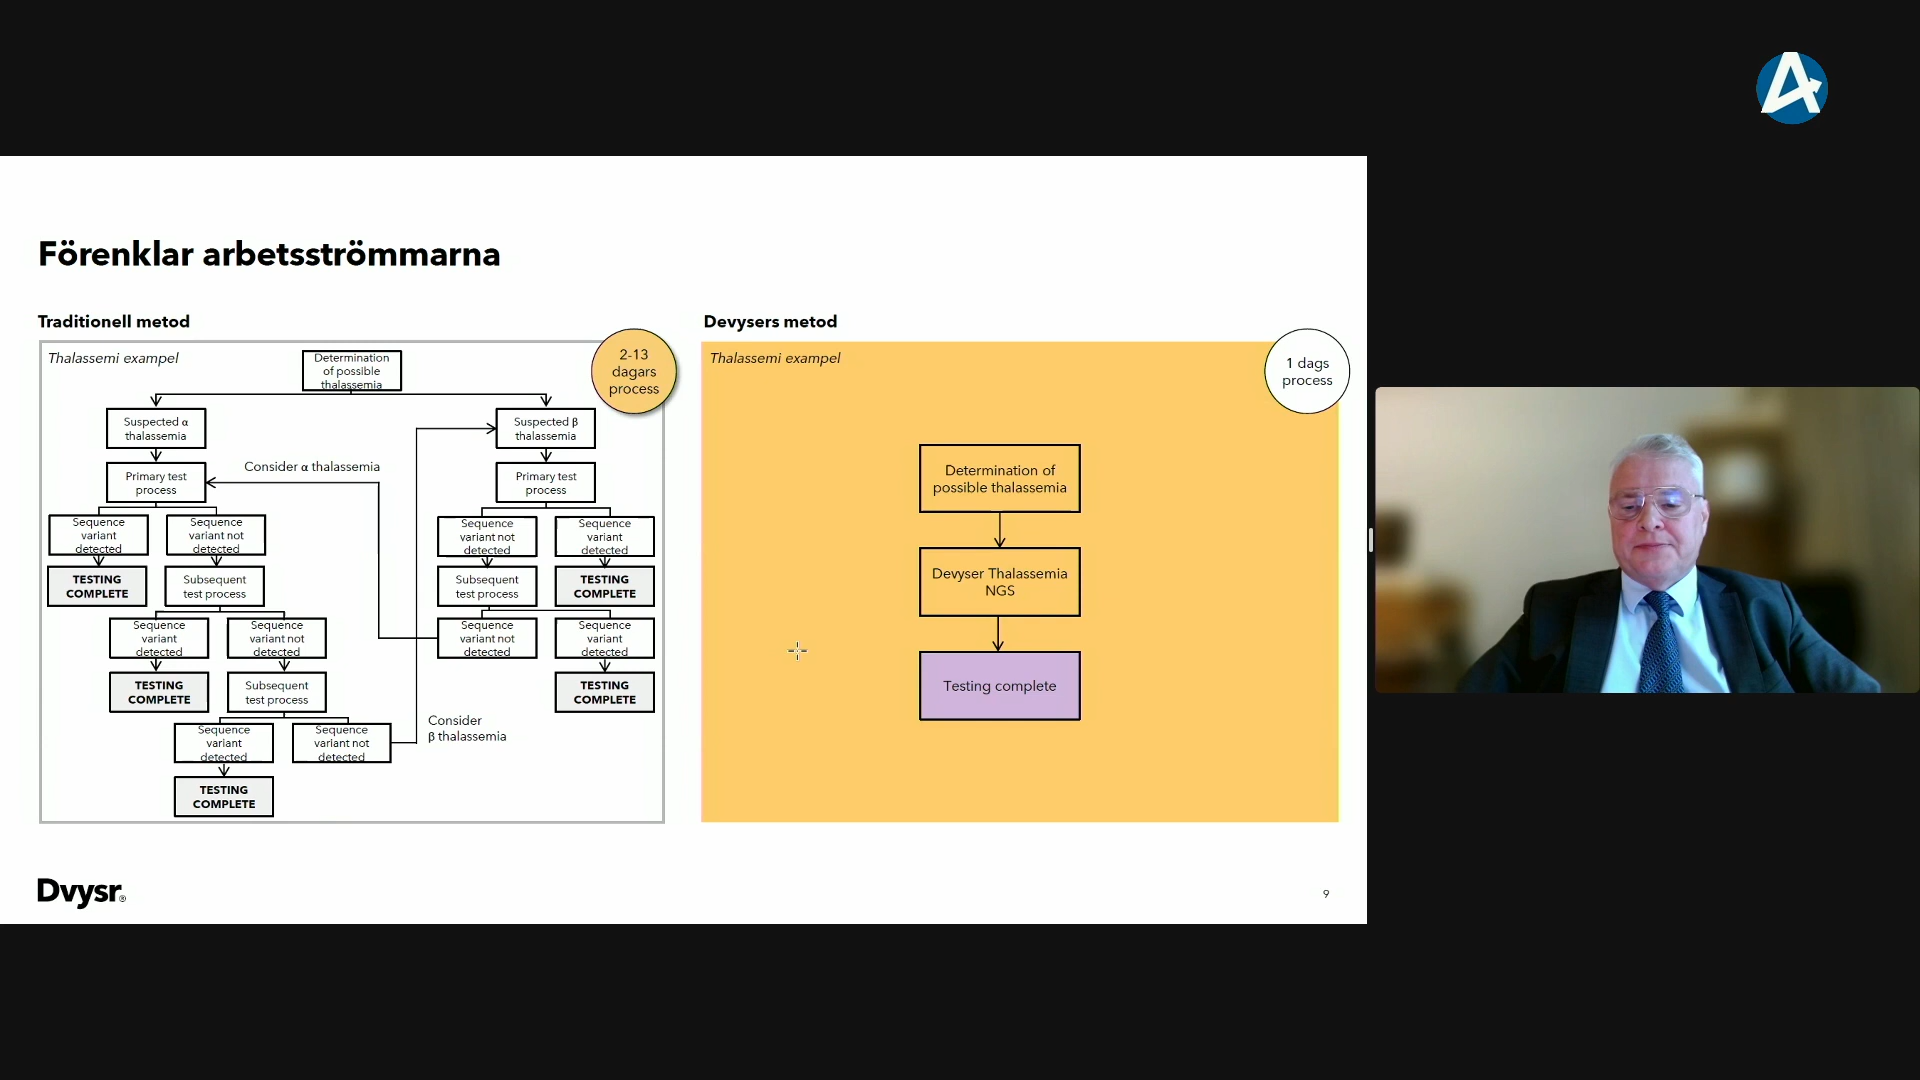 Förenklar arbetsströmmarna
Traditionell metod
Thalassemi exampel
2-13
dagars
process
Determination
of possible
thalassemia
Suspected α
thalassemia
Suspected β
thalassemia
Consider α thalassemia
Primary test
process
Primary test
process
Sequence
variant
detected
Sequence
variant not
detected
Sequence
variant not
detected
Sequence
variant
detected
TESTING
COMPLETE
Subsequent
test process
Subsequent
test process
TESTING
COMPLETE
Sequence
variant
detected
Sequence
variant not
detected
Sequence
variant not
detected
Sequence
variant
detected
TESTING
COMPLETE
Subsequent
test process
TESTING
COMPLETE
Sequence
variant
detected
Sequence
variant not
detected
Consider
β thalassemia
TESTING
COMPLETE
Devysers metod
Thalassemi exampel
1 dags
process
Determination of
possible thalassemia
Devyser Thalassemia
NGS
Testing complete
Dvysr®
9